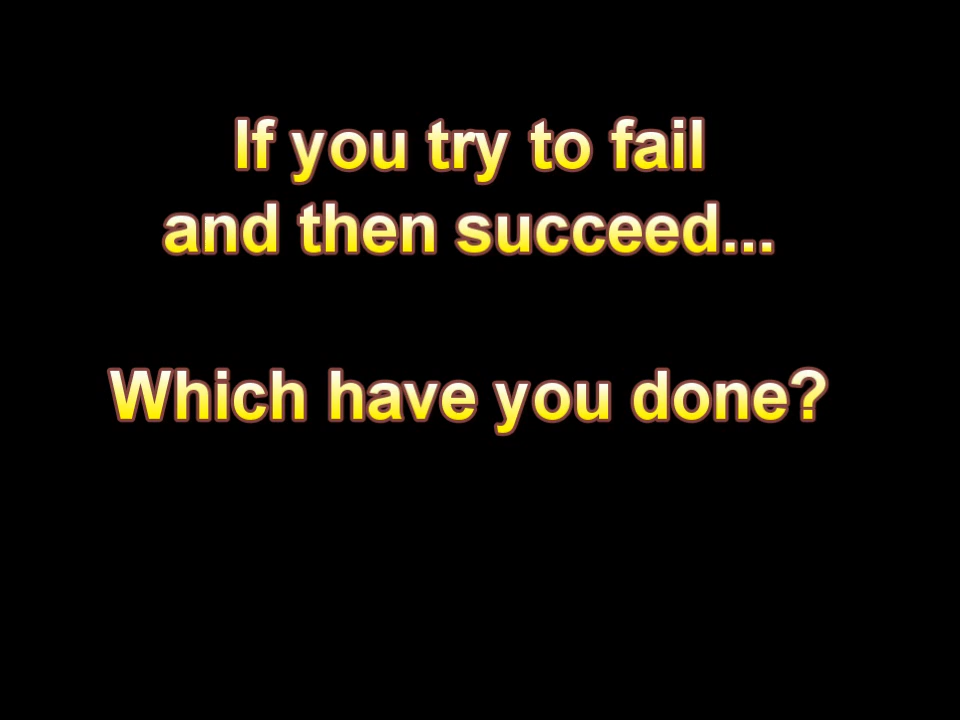 If you try to fail
and then succeed...
Which have you done?